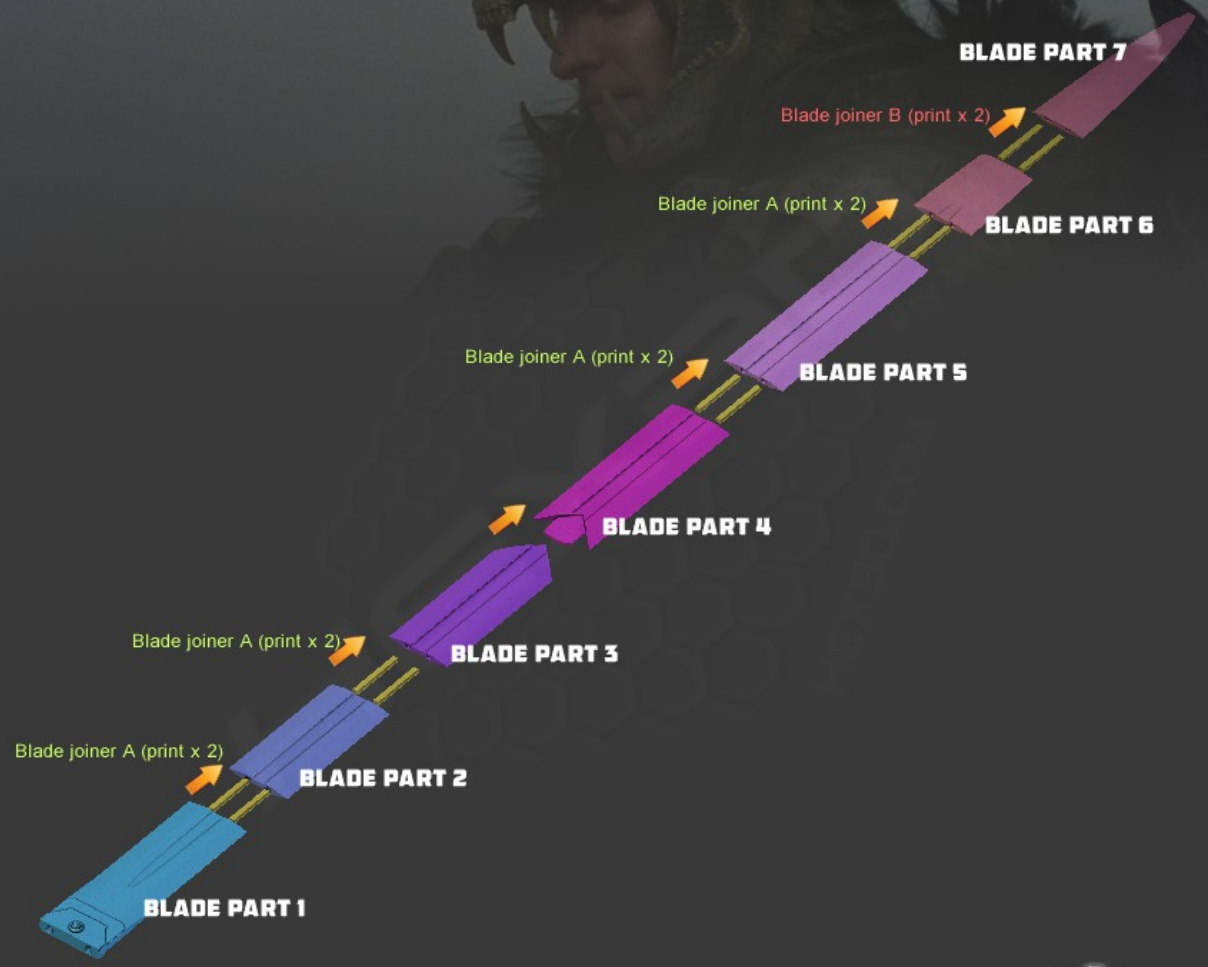 BLADE PART 7
Blade joiner B (print x 2)
Blade joiner A (print x 2)
BLADE PART 6
Blade joiner A (print x 2)
BLADE PART 5
BLADE PART 4
Blade joiner A (print x 2)
BLADE PART 3
Blade joiner A (print x 2)
BLADE PART 2
BLADE PART 1